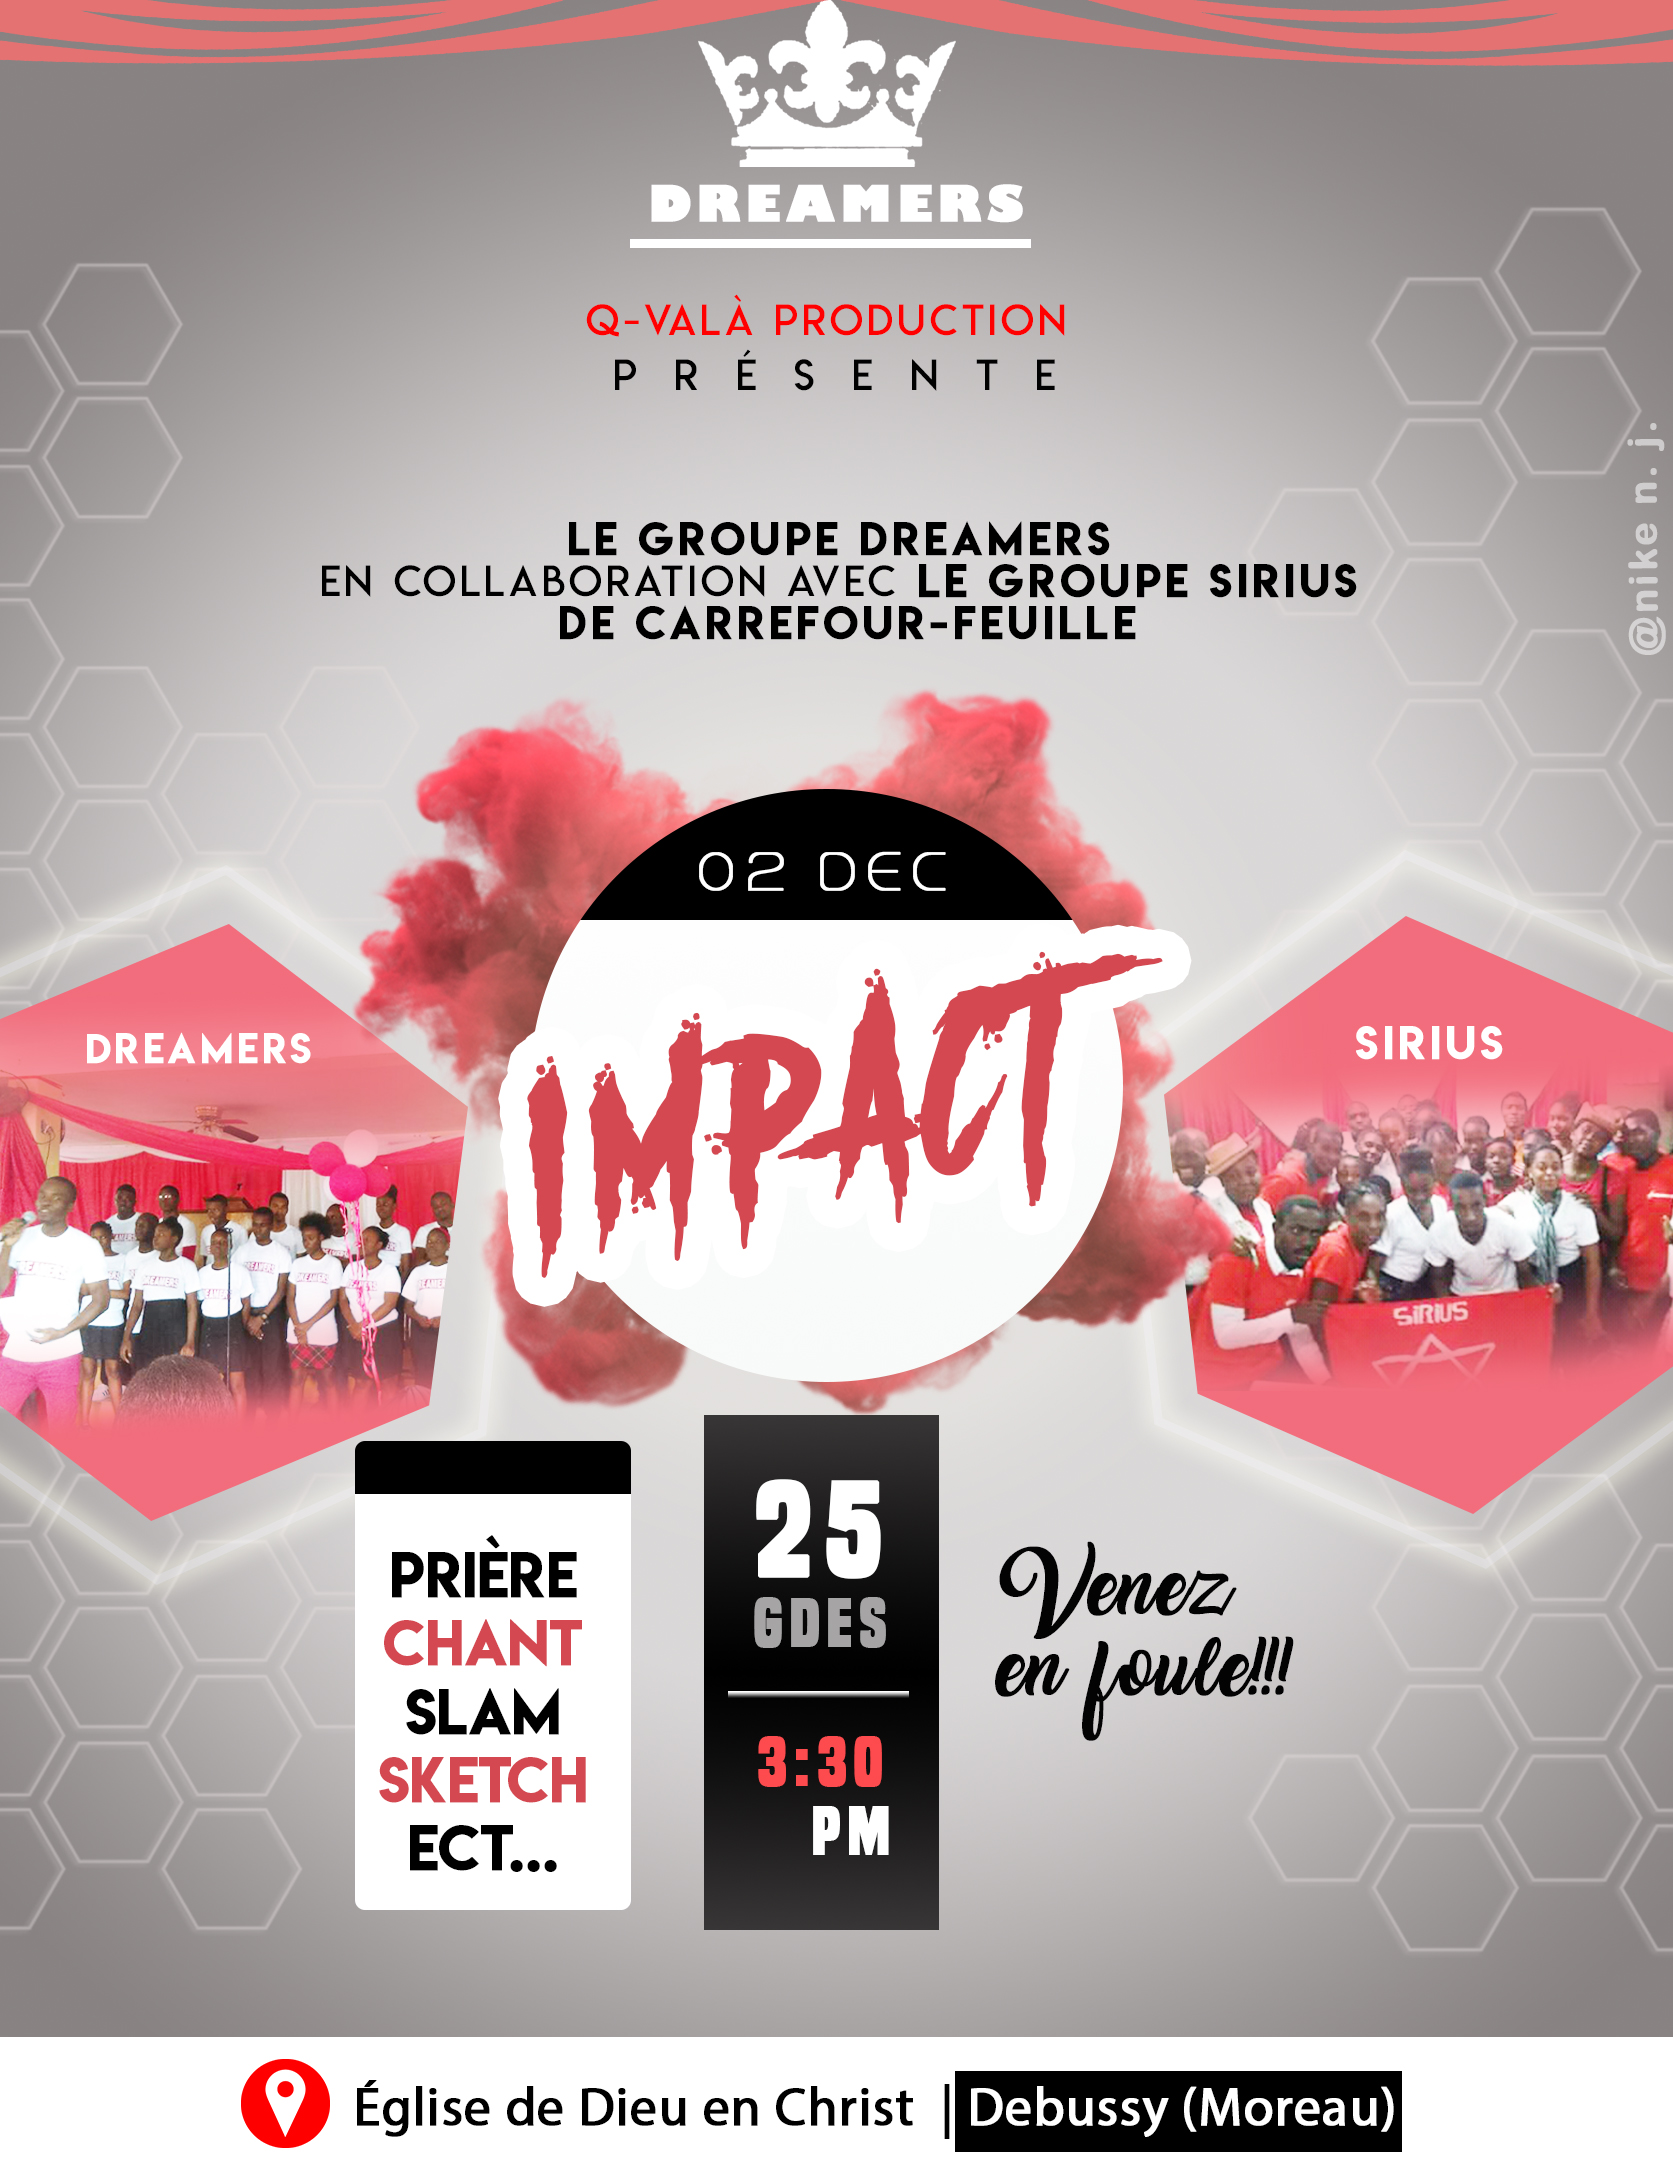 DREAMERS
Q-VALÀ PRODUCTION
PRÉSENTE
@nike n. j.
LE GROUPE DREAMERS
EN COLLABORATION AVEC LE GROUPE SIRIUS
DE CARREFOUR-FEUILLE
02 DEC
IMPACT
DREAMERS
SIRIUS
SIRIUS
PRIÈRE
CHANT
SLAM
SKETCH
ECT...
25
GDES
3:30
PM
Venez
en foule!!!
Église de Dieu en Christ | Debussy (Moreau)